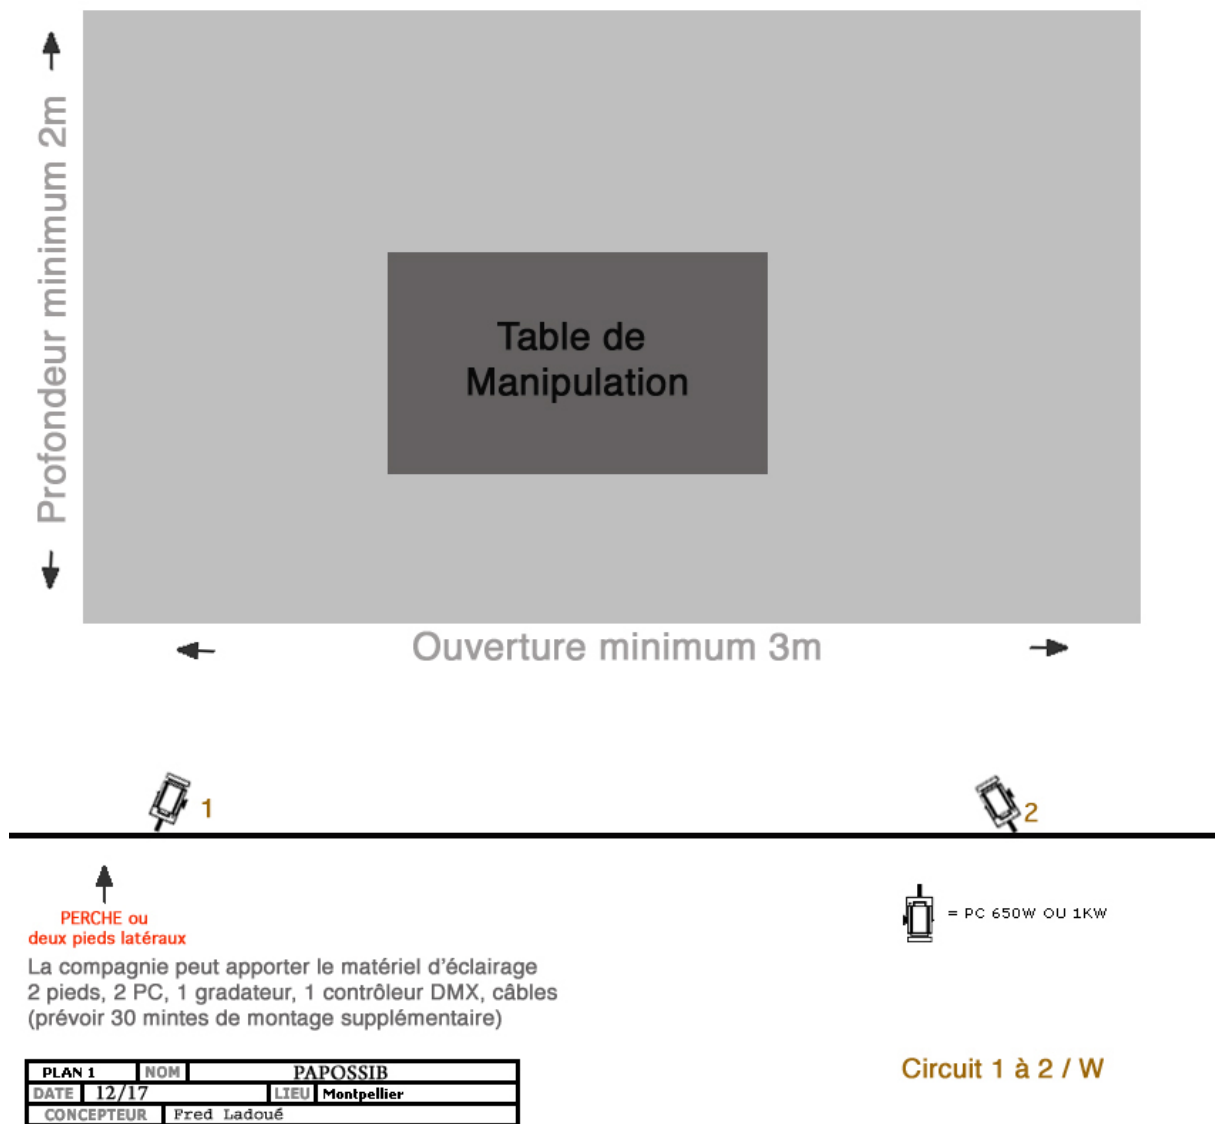 Profondeur minimum 2m
Table de
Manipulation
Ouverture minimum 3m
1
2
PERCHE ou
deux pieds latéraux
= PC 650W OU 1KW
La compagnie peut apporter le matériel d'éclairage
2 pieds, 2 PC, 1 gradateur, 1 contrôleur DMX, câbles
(prévoir 30 mintes de montage supplémentaire)
Circuit 1 à 2 / W
PLAN 1 NOM PAPOSSIB
DATE 12/17 LIEU Montpellier
CONCEPTEUR Fred Ladoué